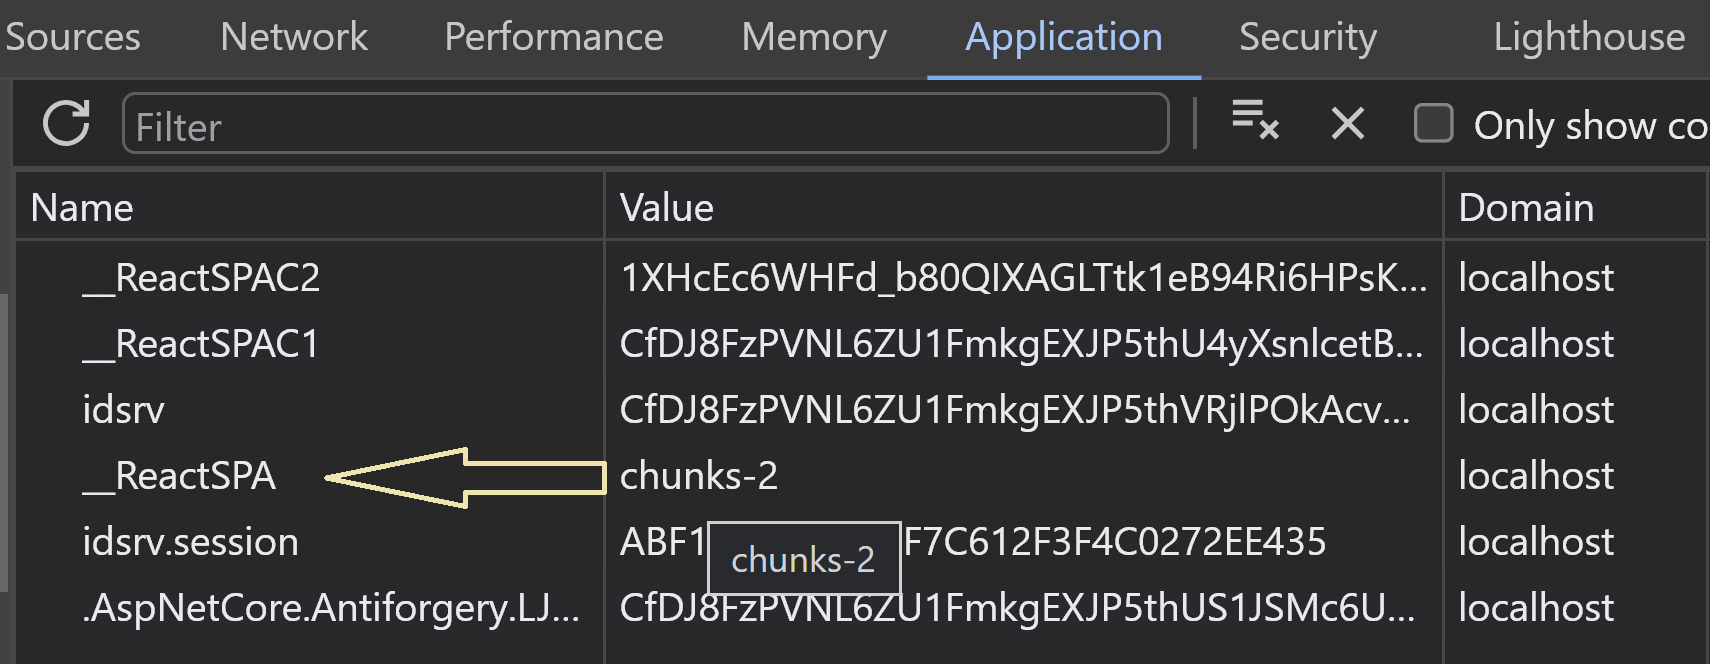 Sources Network Performance Memory Application Security Lighthouse
Filter Only show co
Name Value Domain
__ReactSPAC2 1XHcEc6WHFd_b80QIXAGLTtk1eB94Ri6HPsK... localhost
__ReactSPAC1 CfDJ8FzPVNL6ZU1FmkgEXJP5thU4yXsnlcetB... localhost
idsrv CfDJ8FzPVNL6ZU1FmkgEXJP5thVRjlPOkAcv... localhost
__ReactSPA chunks-2 localhost
idsrv.session ABF1 F7C612F3F4C0272EE435 localhost
chunks-2
.AspNetCore.Antiforgery.LJ... CfDJ8FzPVNL6ZU1FmkgEXJP5thUS1JSMc6U... localhost